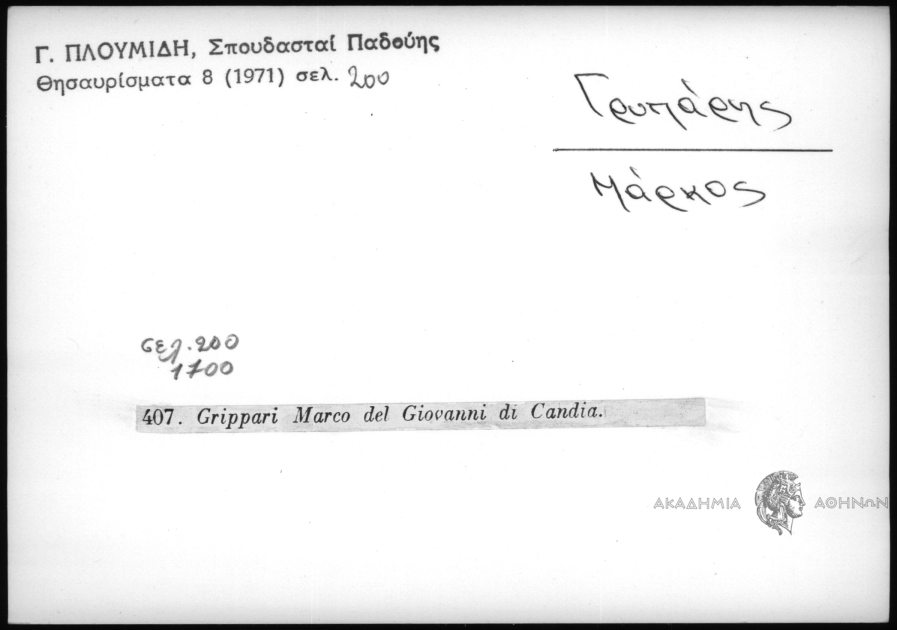 Γ. ΠΛΟΥΜΙΔΗ, Σπουδασταί Παδούης
Θησαυρίσματα 8 (1971) σελ. 200
Γρυπάρης
Μάρκος
σελ. 200
1700
407. Grippari Marco del Giovanni di Candia.
ΑΚΑΔΗΜΙΑ ΑΘΗΝΩΝ